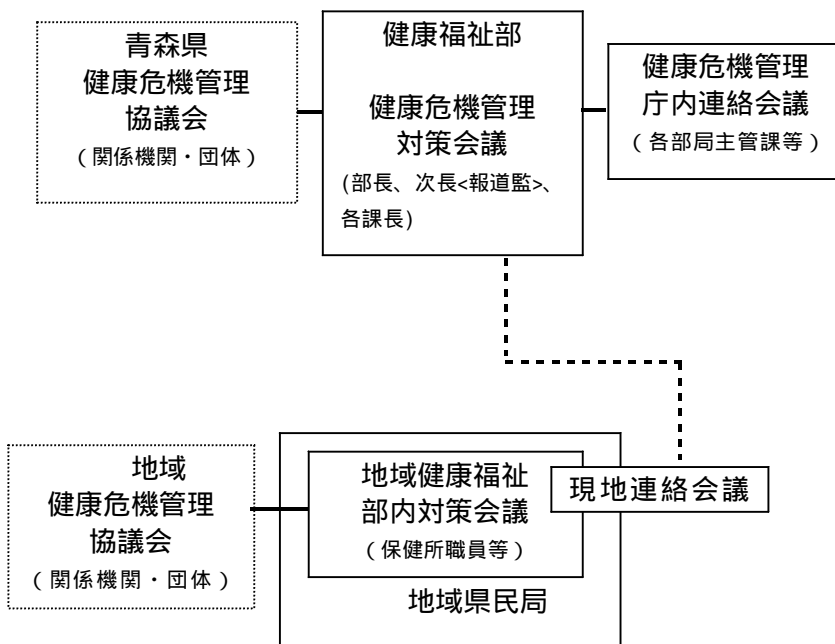 青森県
健康危機管理
協議会
（関係機関・団体）
健康福祉部
健康危機管理
対策会議
(部長、次長<報道監>、
各課長)
健康危機管理
庁内連絡会議
（各部局主管課等）
地域
健康危機管理
協議会
（関係機関・団体）
地域健康福祉
部内対策会議
（保健所職員等）
現地連絡会議
地域県民局